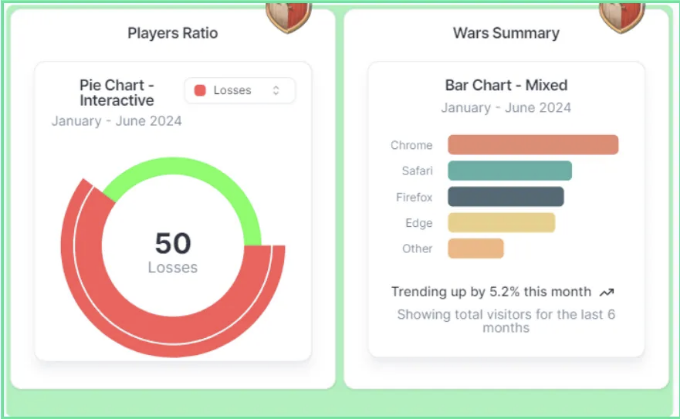 Players Ratio
Pie Chart -
Interactive
Losses
January - June 2024
50
Losses
Wars Summary
Bar Chart - Mixed
January - June 2024
Chrome
Safari
Firefox
Edge
Other
Trending up by 5.2% this month
Showing total visitors for the last 6
months